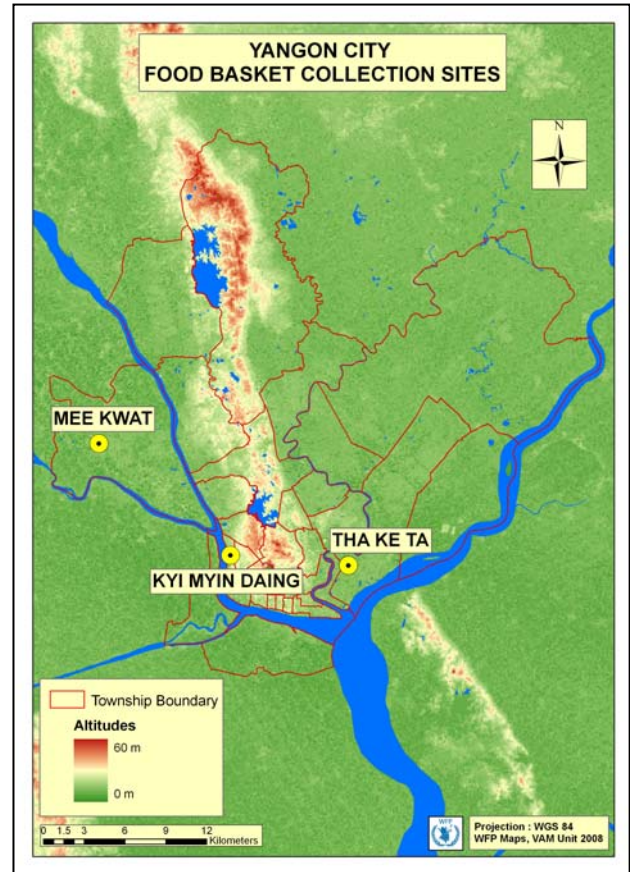 YANGON CITY
FOOD BASKET COLLECTION SITES
N
MEE KWAT
THA KE TA
KYI MYIN DAING
Township Boundary
Altitudes
60 m
0 m
0 1.5 3 6 9 12
Kilometers
WFP
Projection : WGS 84
WFP Maps, VAM Unit 2008